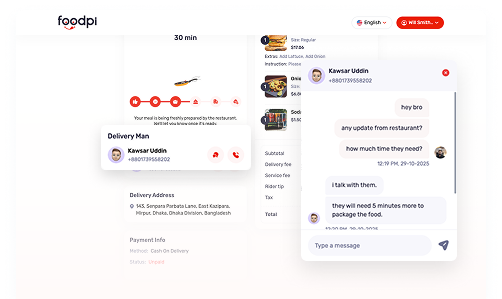 foodpi
English
Will Smith..
30 min
Your meal is being freshly prepared by the restaurant.
We'll let you know once it's ready.
Delivery Man
Kawsar Uddin
+8801739558202
Delivery Address
143, Senpara Parbata Lane, East Kazipara,
Mirpur, Dhaka, Dhaka Division, Bangladesh
Payment Info
Method: Cash On Delivery
Status: Unpaid
1
Size: Regular
$17.06
Extras: Add Lettuce, Add Onion
Instruction: Please
1
Onio
Size:
$6.
1
Soda
$1.50
Subtotal
Delivery fee
Service fee
Rider tip
Tax
Total
Kawsar Uddin
+8801739558202
hey bro
any update from restaurant?
how much time they need?
12:19 PM, 29-10-2025
i talk with them.
they will need 5 minutes more to
package the food.
12:20 PM, 29-10-2025
Type a message